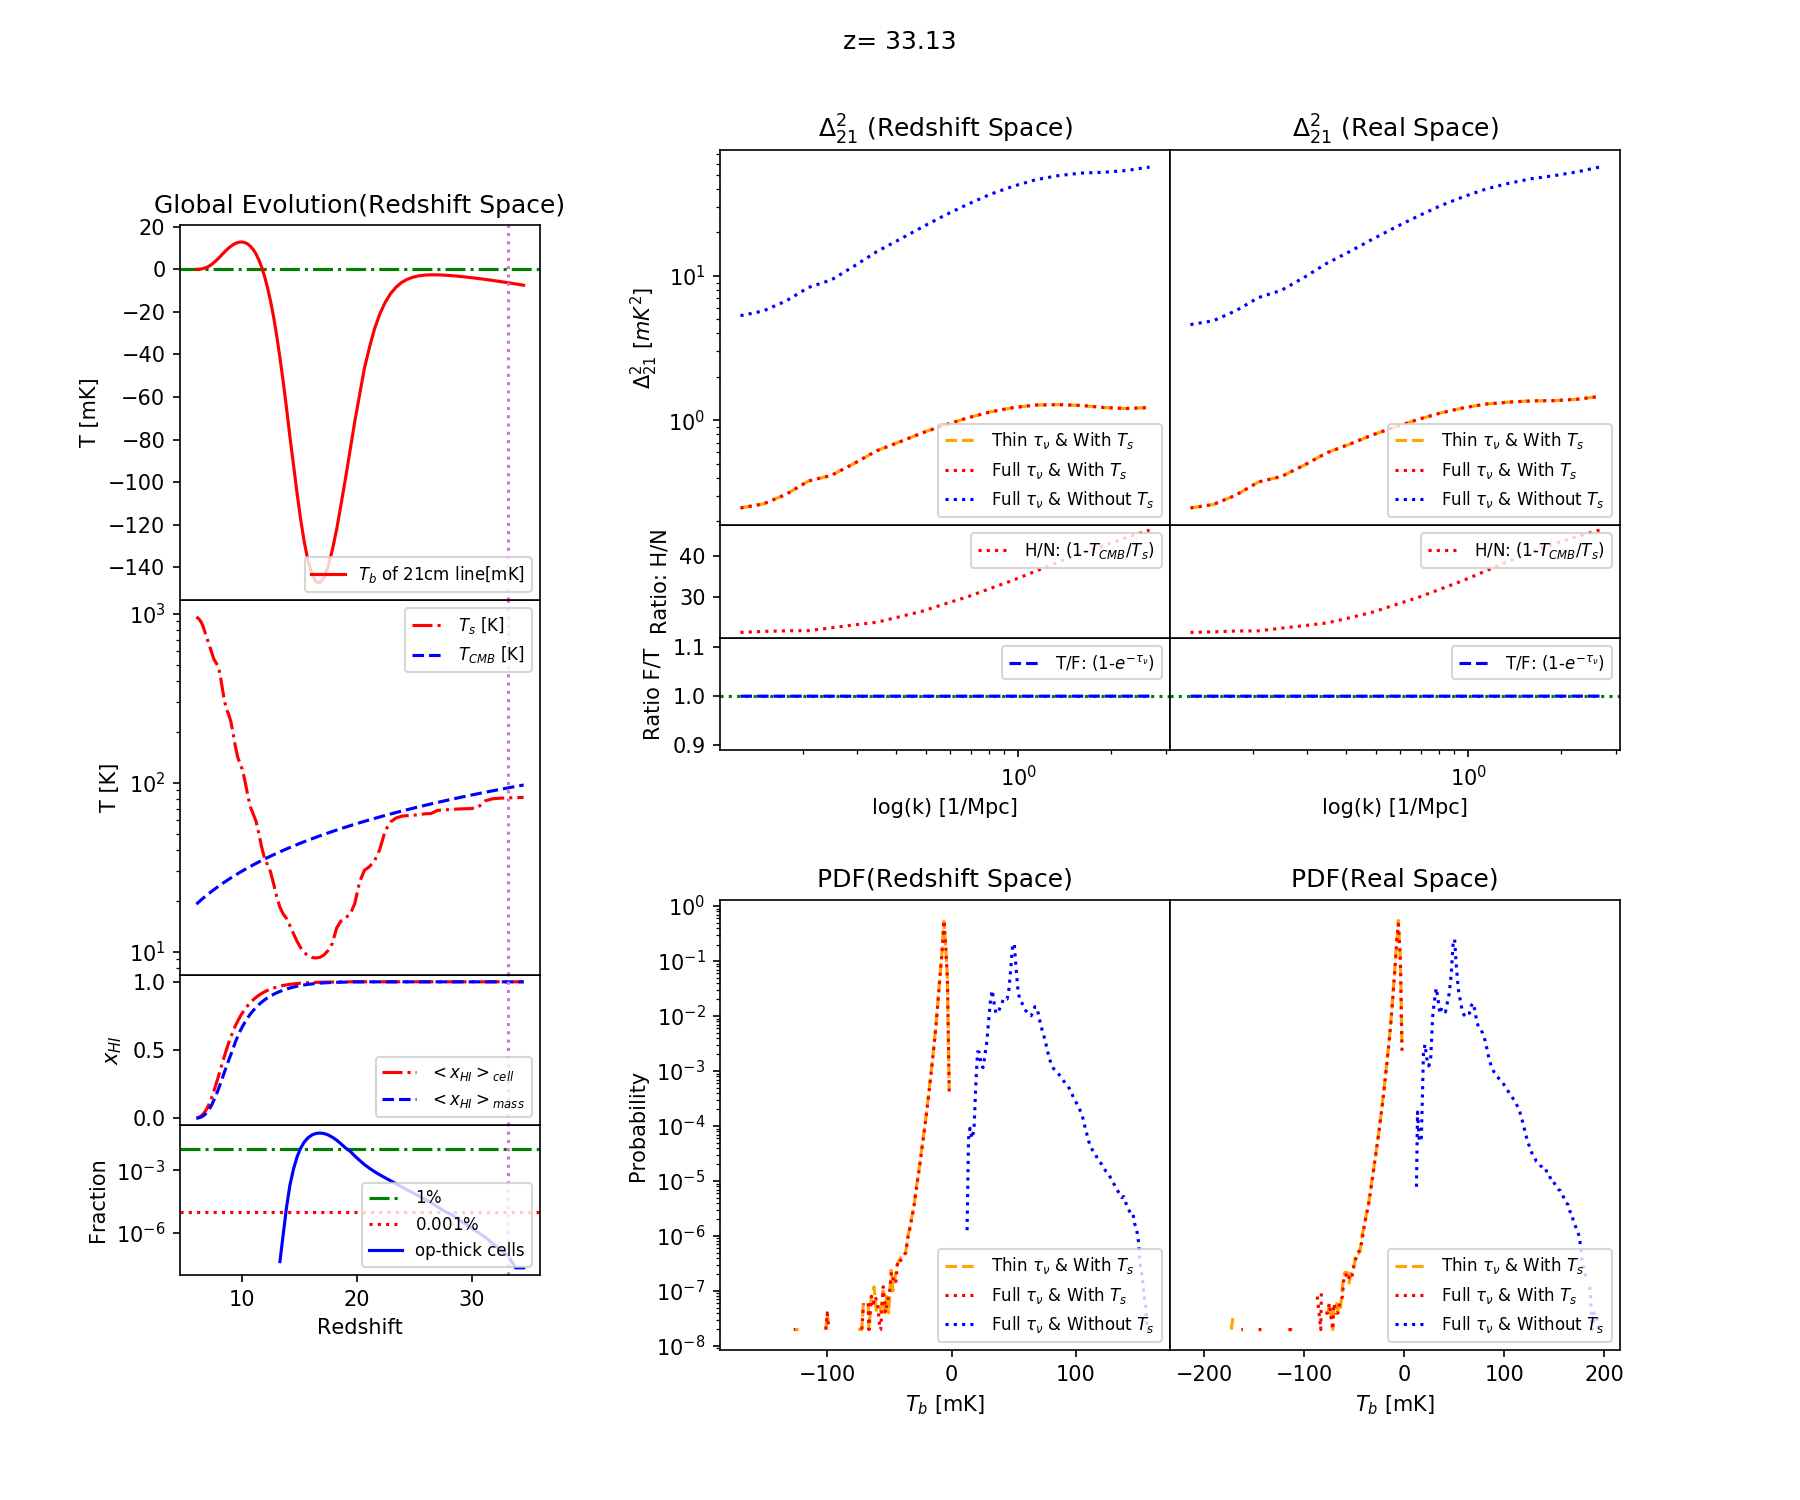 z= 33.13
Global Evolution(Redshift Space)
20
0
−20
−40
−60
−80
−100
−120
−140
T [mK]
T_b of 21cm line[mK]
10^3
10^2
10^1
T [K]
T_s [K]
T_CMB [K]
1.0
0.5
0.0
x_HI
< x_HI >_cell
< x_HI >_mass
10^−3
10^−6
Fraction
1%
0.001%
op-thick cells
10 20 30
Redshift
Δ^2_21 (Redshift Space)
Δ^2_21 (Real Space)
10^1
10^0
Δ^2_21 [mK^2]
Thin τ_ν & With T_s
Full τ_ν & With T_s
Full τ_ν & Without T_s
Thin τ_ν & With T_s
Full τ_ν & With T_s
Full τ_ν & Without T_s
40
30
Ratio: H/N
H/N: (1-T_CMB/T_s)
H/N: (1-T_CMB/T_s)
1.1
1.0
0.9
Ratio F/T
T/F: (1-e^−τ_ν)
T/F: (1-e^−τ_ν)
10^0
10^0
log(k) [1/Mpc]
log(k) [1/Mpc]
PDF(Redshift Space)
PDF(Real Space)
10^0
10^−1
10^−2
10^−3
10^−4
10^−5
10^−6
10^−7
10^−8
Probability
Thin τ_ν & With T_s
Full τ_ν & With T_s
Full τ_ν & Without T_s
Thin τ_ν & With T_s
Full τ_ν & With T_s
Full τ_ν & Without T_s
−100 0 100
−200 −100 0 100 200
T_b [mK]
T_b [mK]